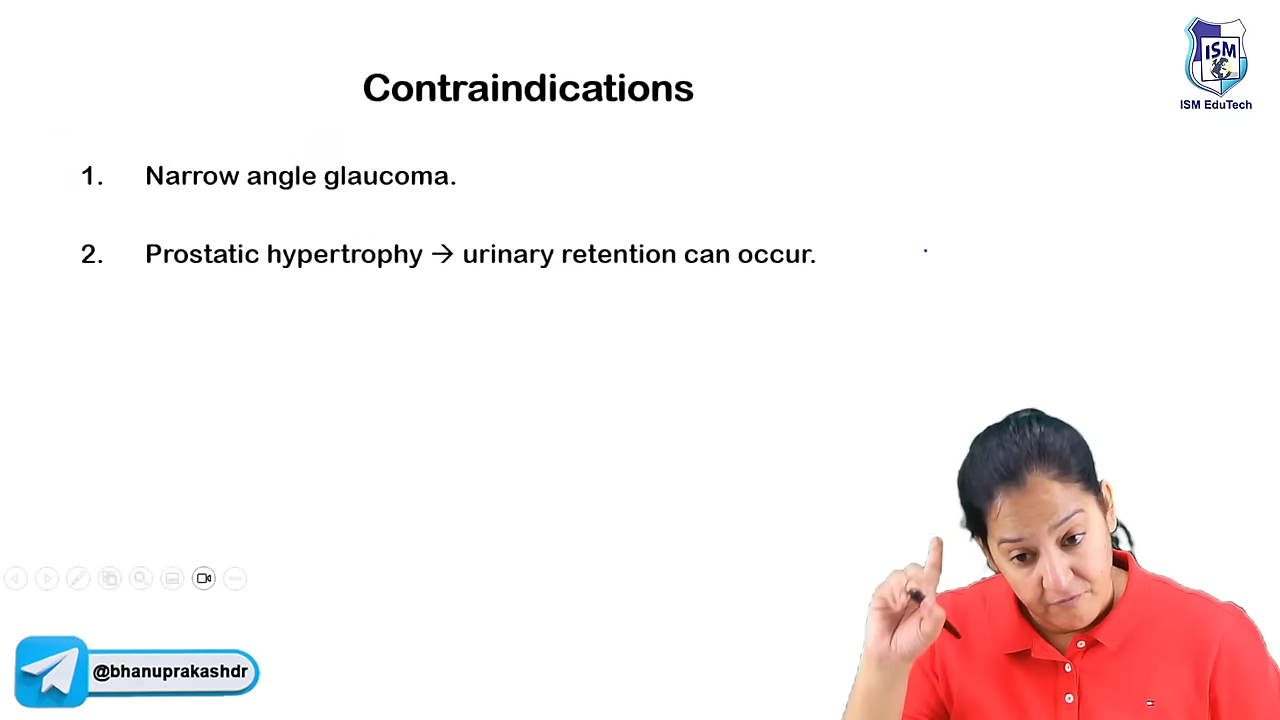 ISM
ISM EduTech
Contraindications
1. Narrow angle glaucoma.
2. Prostatic hypertrophy → urinary retention can occur.
@bhanuprakashdr